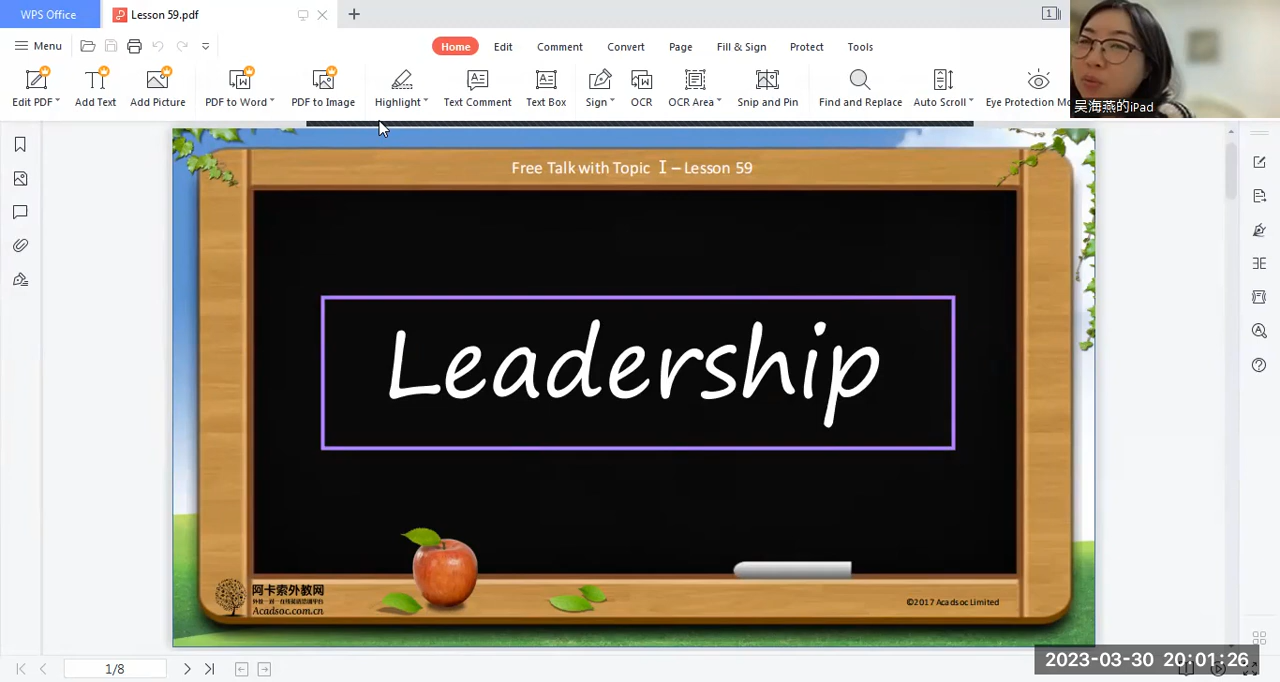 WPS Office
Lesson 59.pdf
Menu
Home Edit Comment Convert Page Fill & Sign Protect Tools
Edit PDF Add Text Add Picture PDF to Word PDF to Image Highlight Text Comment Text Box Sign OCR OCR Area Snip and Pin Find and Replace Auto Scroll Eye Protection Mo
吴海燕的iPad
Free Talk with Topic Ⅰ – Lesson 59
Leadership
阿卡索外教网
Acadsoc.com.cn
©2017 Acadsoc Limited
1/8
2023-03-30 20:01:26